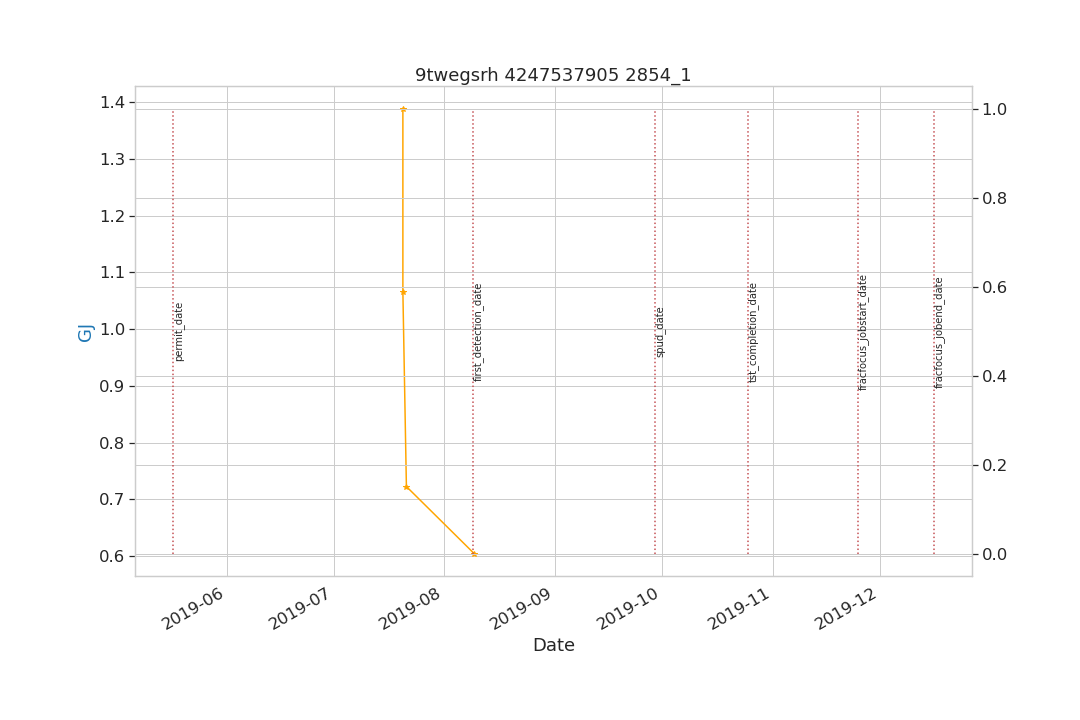 9twegsrh 4247537905 2854_1
1.4
1.3
1.2
1.1
1.0
0.9
0.8
0.7
0.6
GJ
1.0
0.8
0.6
0.4
0.2
0.0
permit_date
first_detection_date
spud_date
tst_completion_date
fracfocus_jobstart_date
fracfocus_jobend_date
2019-06
2019-07
2019-08
2019-09
2019-10
2019-11
2019-12
Date